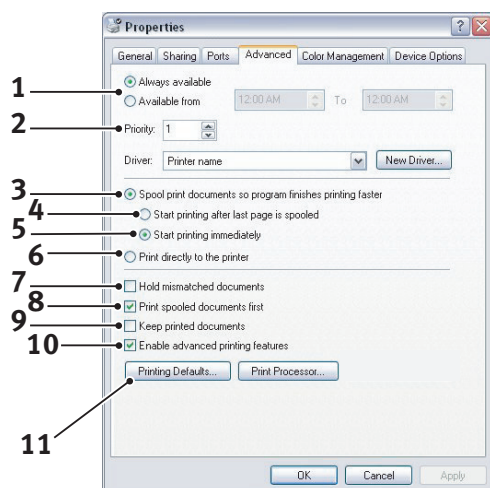 Properties
General Sharing Ports Advanced Color Management Device Options
1 Always available
Available from 12:00 AM To 12:00 AM
2 Priority: 1
Driver: Printer name New Driver...
3 Spool print documents so program finishes printing faster
4 Start printing after last page is spooled
5 Start printing immediately
6 Print directly to the printer
7 Hold mismatched documents
8 Print spooled documents first
9 Keep printed documents
10 Enable advanced printing features
Printing Defaults... Print Processor...
11
OK Cancel Apply